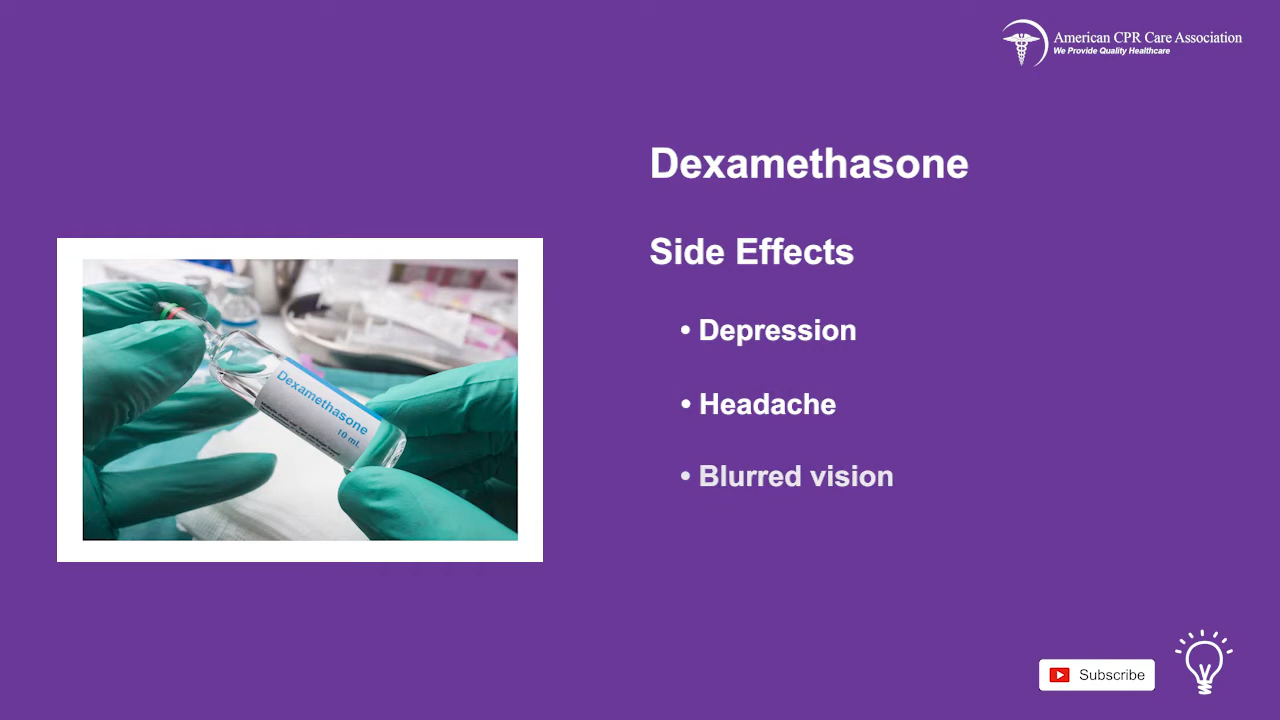 American CPR Care Association
We Provide Quality Healthcare
Dexamethasone
Side Effects
• Depression
• Headache
• Blurred vision
Dexamethasone
10 mL
Subscribe